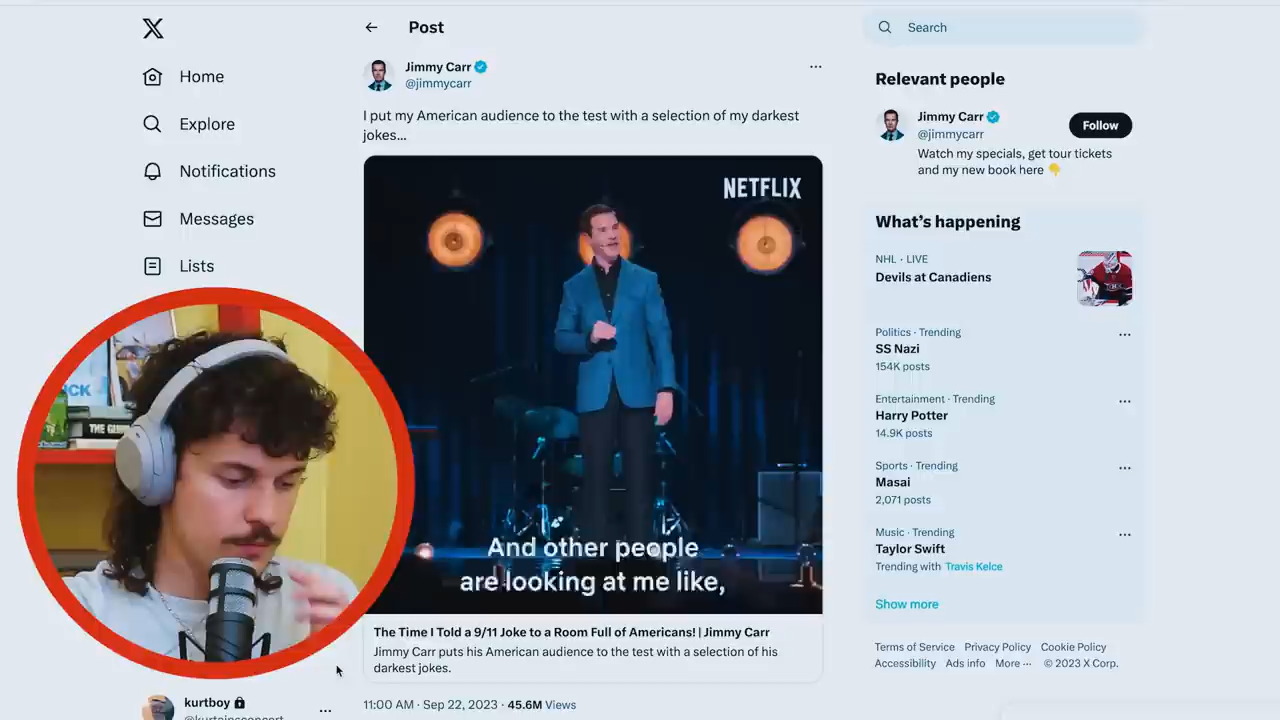 Home
Explore
Notifications
Messages
Lists
kurtboy
Post
Jimmy Carr
@jimmycarr
I put my American audience to the test with a selection of my darkest
jokes...
NETFLIX
And other people
are looking at me like,
The Time I Told a 9/11 Joke to a Room Full of Americans! | Jimmy Carr
Jimmy Carr puts his American audience to the test with a selection of his
darkest jokes.
11:00 AM · Sep 22, 2023 · 45.6M Views
Search
Relevant people
Jimmy Carr
@jimmycarr
Follow
Watch my specials, get tour tickets
and my new book here 👇
What's happening
NHL · LIVE
Devils at Canadiens
Politics · Trending
SS Nazi
154K posts
Entertainment · Trending
Harry Potter
14.9K posts
Sports · Trending
Masai
2,071 posts
Music · Trending
Taylor Swift
Trending with Travis Kelce
Show more
Terms of Service Privacy Policy Cookie Policy
Accessibility Ads info More ··· © 2023 X Corp.